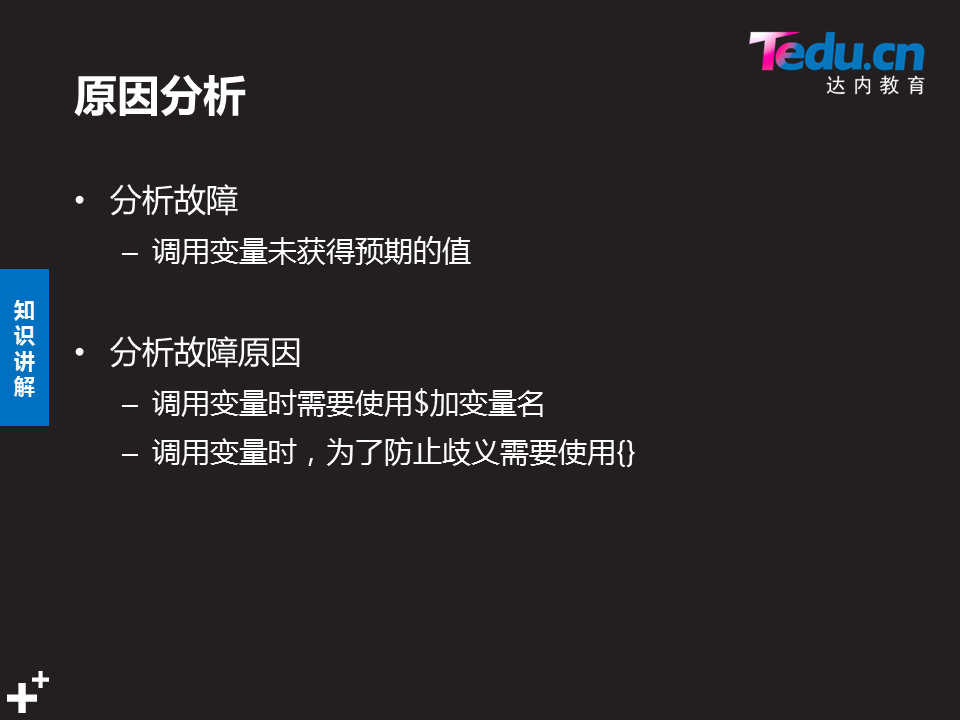 Tedu.cn
达内教育
原因分析
• 分析故障
– 调用变量未获得预期的值
知识讲解
• 分析故障原因
– 调用变量时需要使用$加变量名
– 调用变量时，为了防止歧义需要使用{}